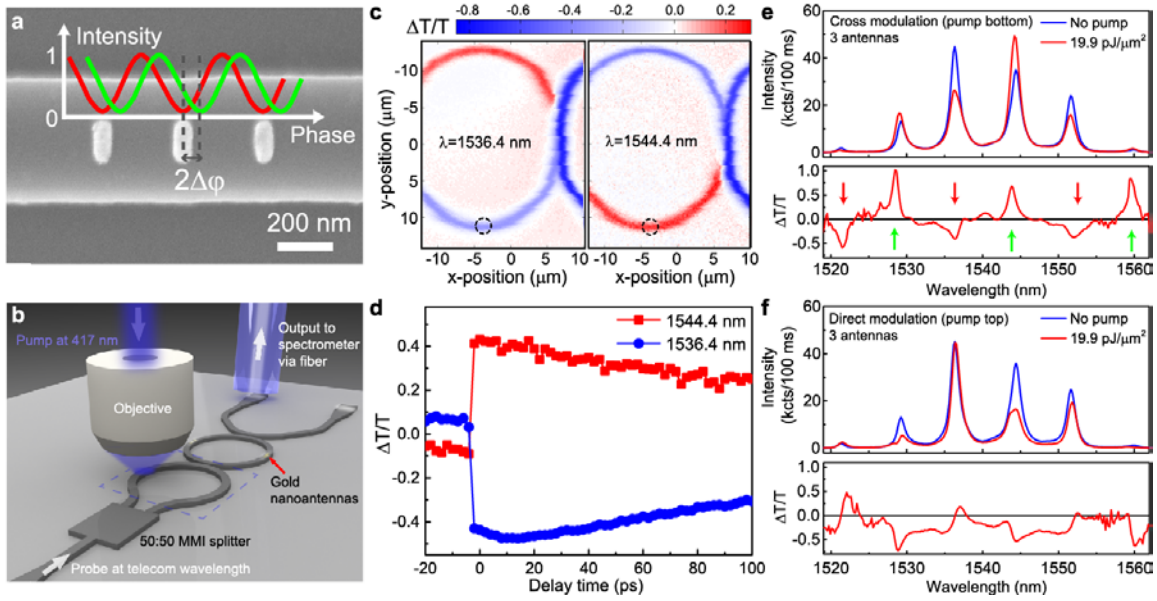 a
Intensity
1
0
Phase
2Δφ
200 nm
b
Pump at 417 nm
Output to
spectrometer
via fiber
Objective
Gold
nanoantennas
50:50 MMI splitter
Probe at telecom wavelength
c
-0.8 -0.6 -0.4 -0.2 0.0 0.2
ΔT/T
-10
-5
0
5
10
y-position (µm)
λ=1536.4 nm
λ=1544.4 nm
-10 -5 0 5 10
-10 -5 0 5 10
x-position (µm)
x-position (µm)
d
1544.4 nm
1536.4 nm
0.4
0.2
0.0
-0.2
-0.4
ΔT/T
-20 0 20 40 60 80 100
Delay time (ps)
e
Cross modulation (pump bottom)
3 antennas
No pump
19.9 pJ/µm²
60
40
20
0
Intensity
(kcts/100 ms)
1.0
0.5
0.0
-0.5
ΔT/T
1520 1530 1540 1550 1560
Wavelength (nm)
f
Direct modulation (pump top)
3 antennas
No pump
19.9 pJ/µm²
60
40
20
0
Intensity
(kcts/100 ms)
1.0
0.5
0.0
-0.5
ΔT/T
1520 1530 1540 1550 1560
Wavelength (nm)